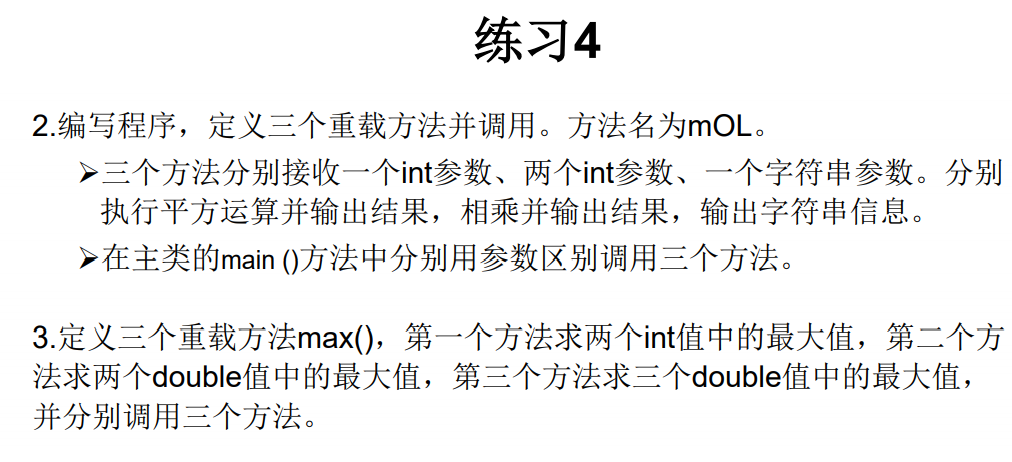 练习4
2.编写程序，定义三个重载方法并调用。方法名为mOL。
➢三个方法分别接收一个int参数、两个int参数、一个字符串参数。分别
执行平方运算并输出结果，相乘并输出结果，输出字符串信息。
➢在主类的main ()方法中分别用参数区别调用三个方法。
3.定义三个重载方法max()，第一个方法求两个int值中的最大值，第二个方
法求两个double值中的最大值，第三个方法求三个double值中的最大值，
并分别调用三个方法。